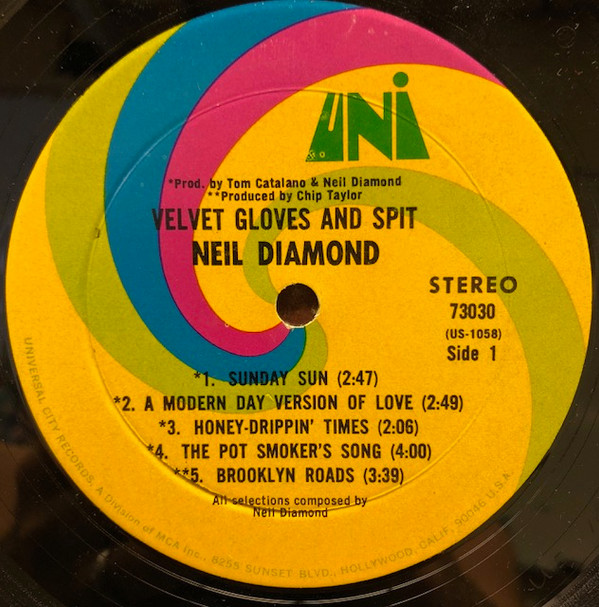 UNI
*Prod. by Tom Catalano & Neil Diamond
**Produced by Chip Taylor
VELVET GLOVES AND SPIT
NEIL DIAMOND
STEREO
73030
(US-1058)
Side 1
*1. SUNDAY SUN (2:47)
*2. A MODERN DAY VERSION OF LOVE (2:49)
*3. HONEY-DRIPPIN' TIMES (2:06)
*4. THE POT SMOKER'S SONG (4:00)
**5. BROOKLYN ROADS (3:39)
All selections composed by
Neil Diamond
UNIVERSAL CITY RECORDS, A Division of MCA Inc., 8255 SUNSET BLVD., HOLLYWOOD, CALIF. 90046 U.S.A.